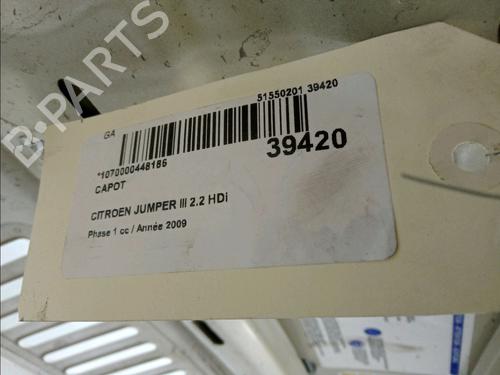 B-PARTS
51550201 39420
GA
*1070000448186
39420
CAPOT
CITROEN JUMPER III 2.2 HDi
Phase 1 cc / Année 2009